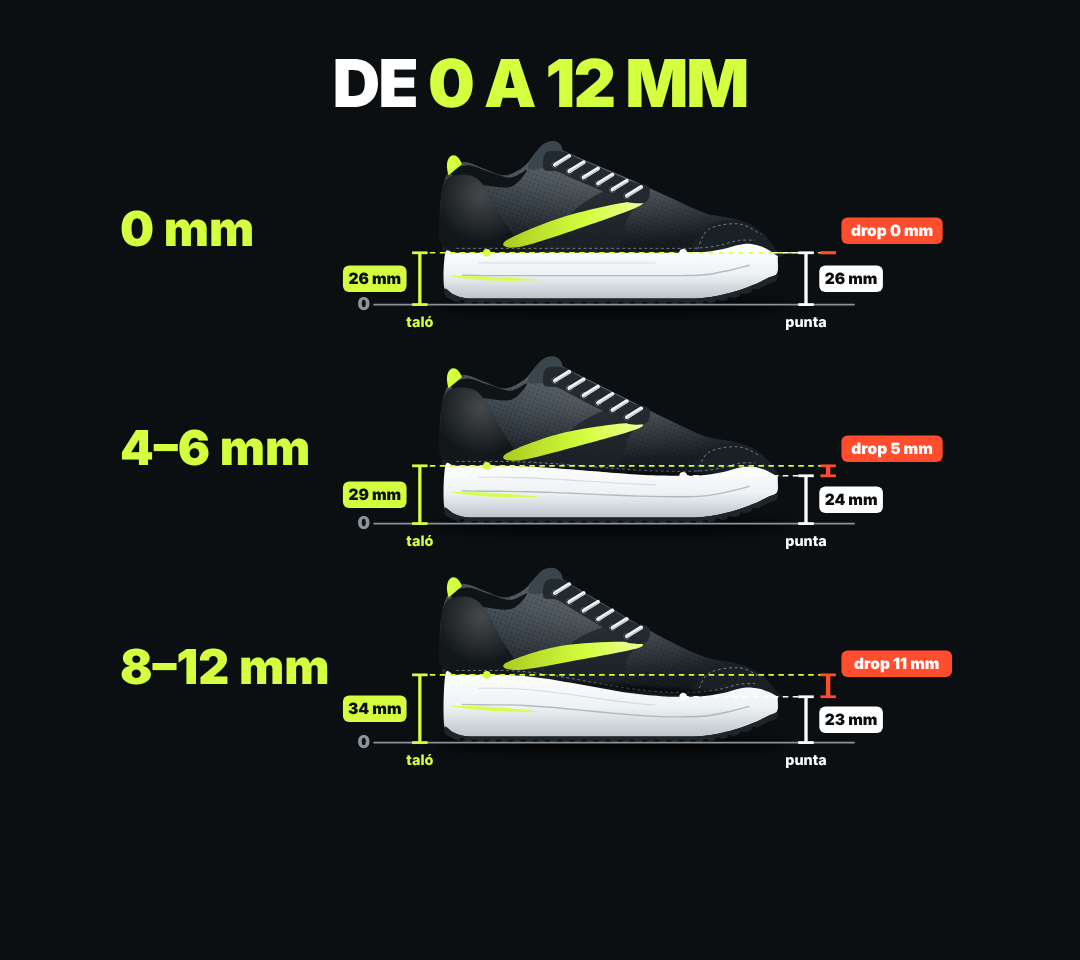 DE 0 A 12 MM
0 mm
drop 0 mm
26 mm
26 mm
0
taló
punta
4–6 mm
drop 5 mm
29 mm
24 mm
0
taló
punta
8–12 mm
drop 11 mm
34 mm
23 mm
0
taló
punta